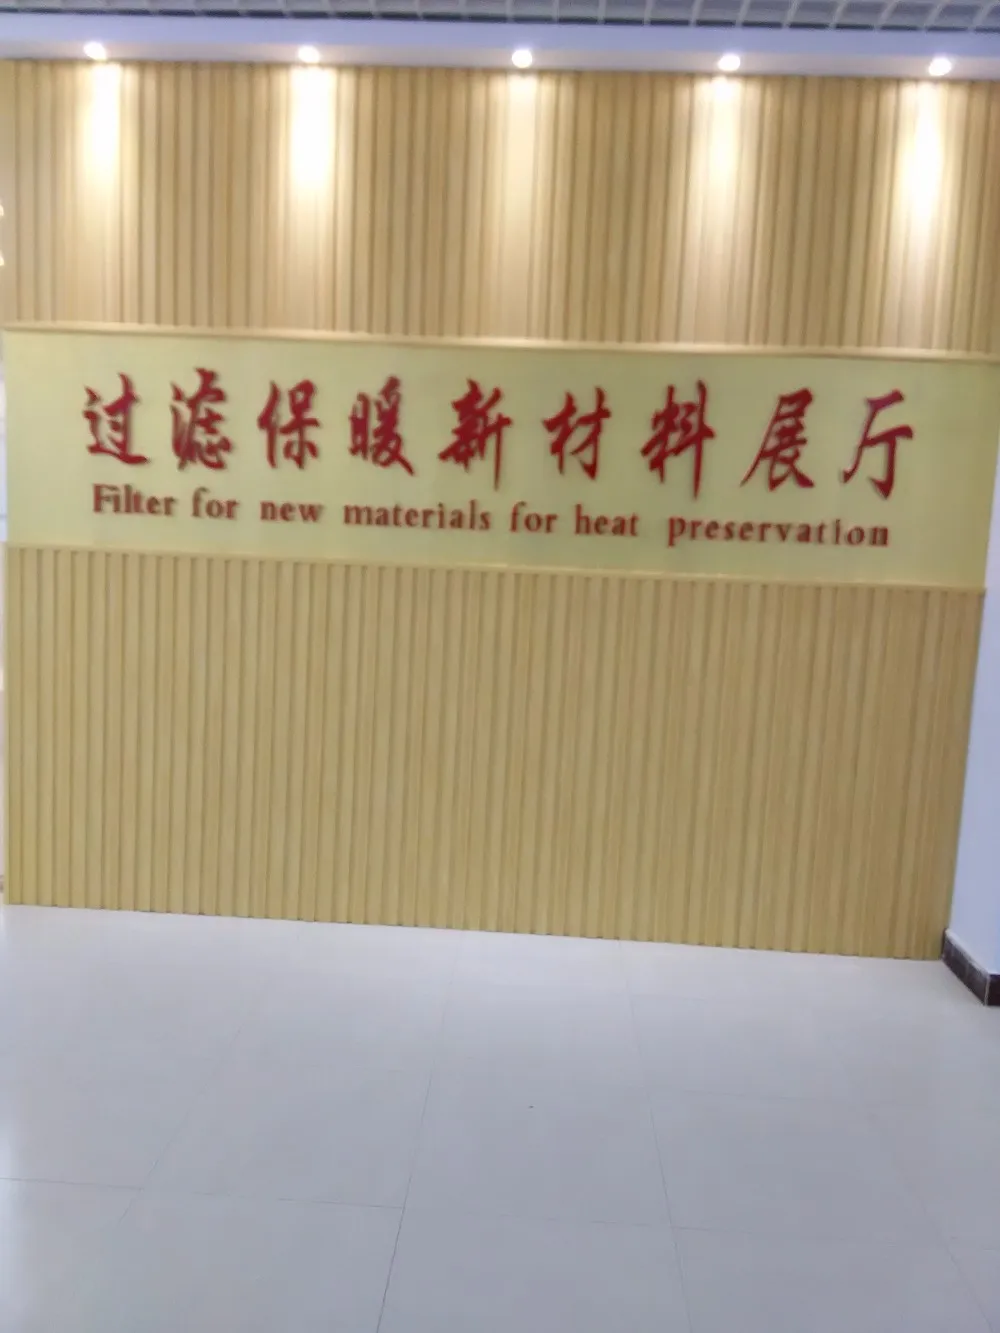 过滤保暖新材料展厅
Filter for new materials for heat preservation